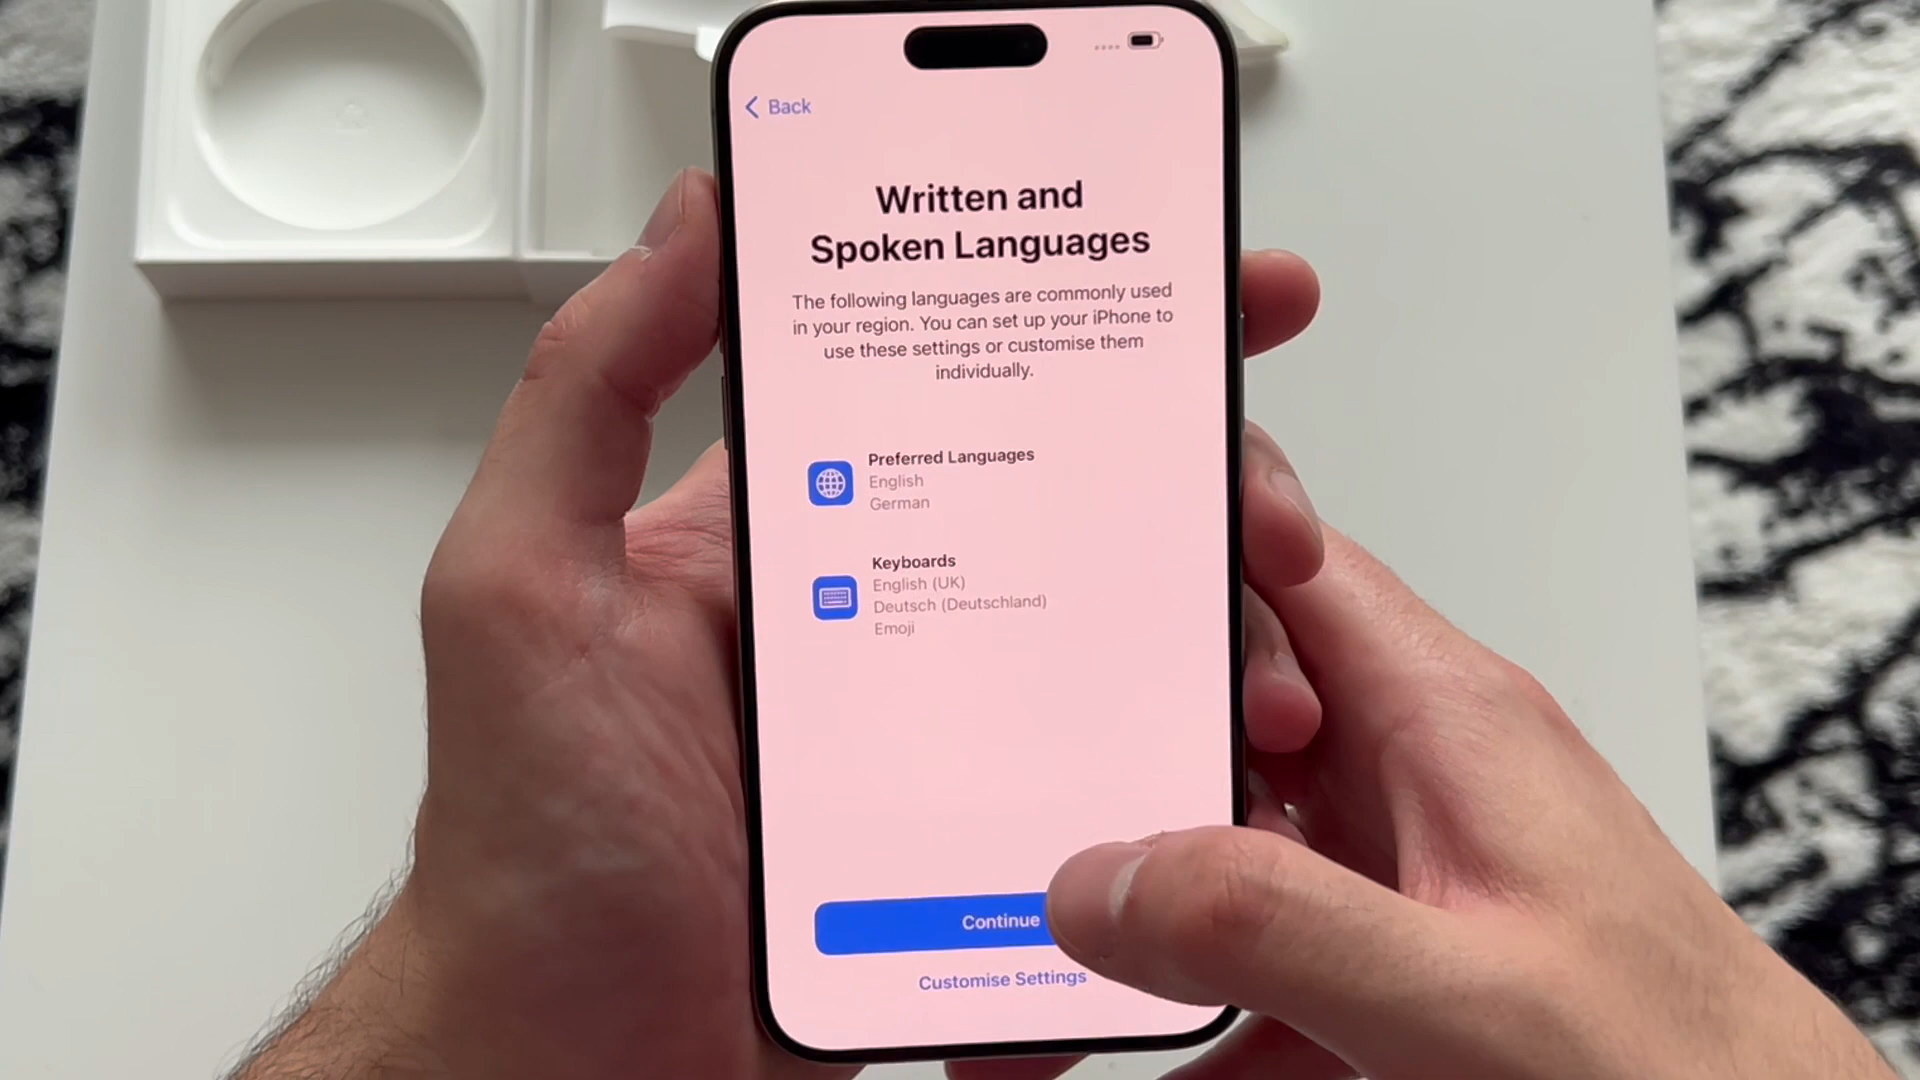 Back
Written and
Spoken Languages
The following languages are commonly used
in your region. You can set up your iPhone to
use these settings or customise them
individually.
Preferred Languages
English
German
Keyboards
English (UK)
Deutsch (Deutschland)
Emoji
Continue
Customise Settings